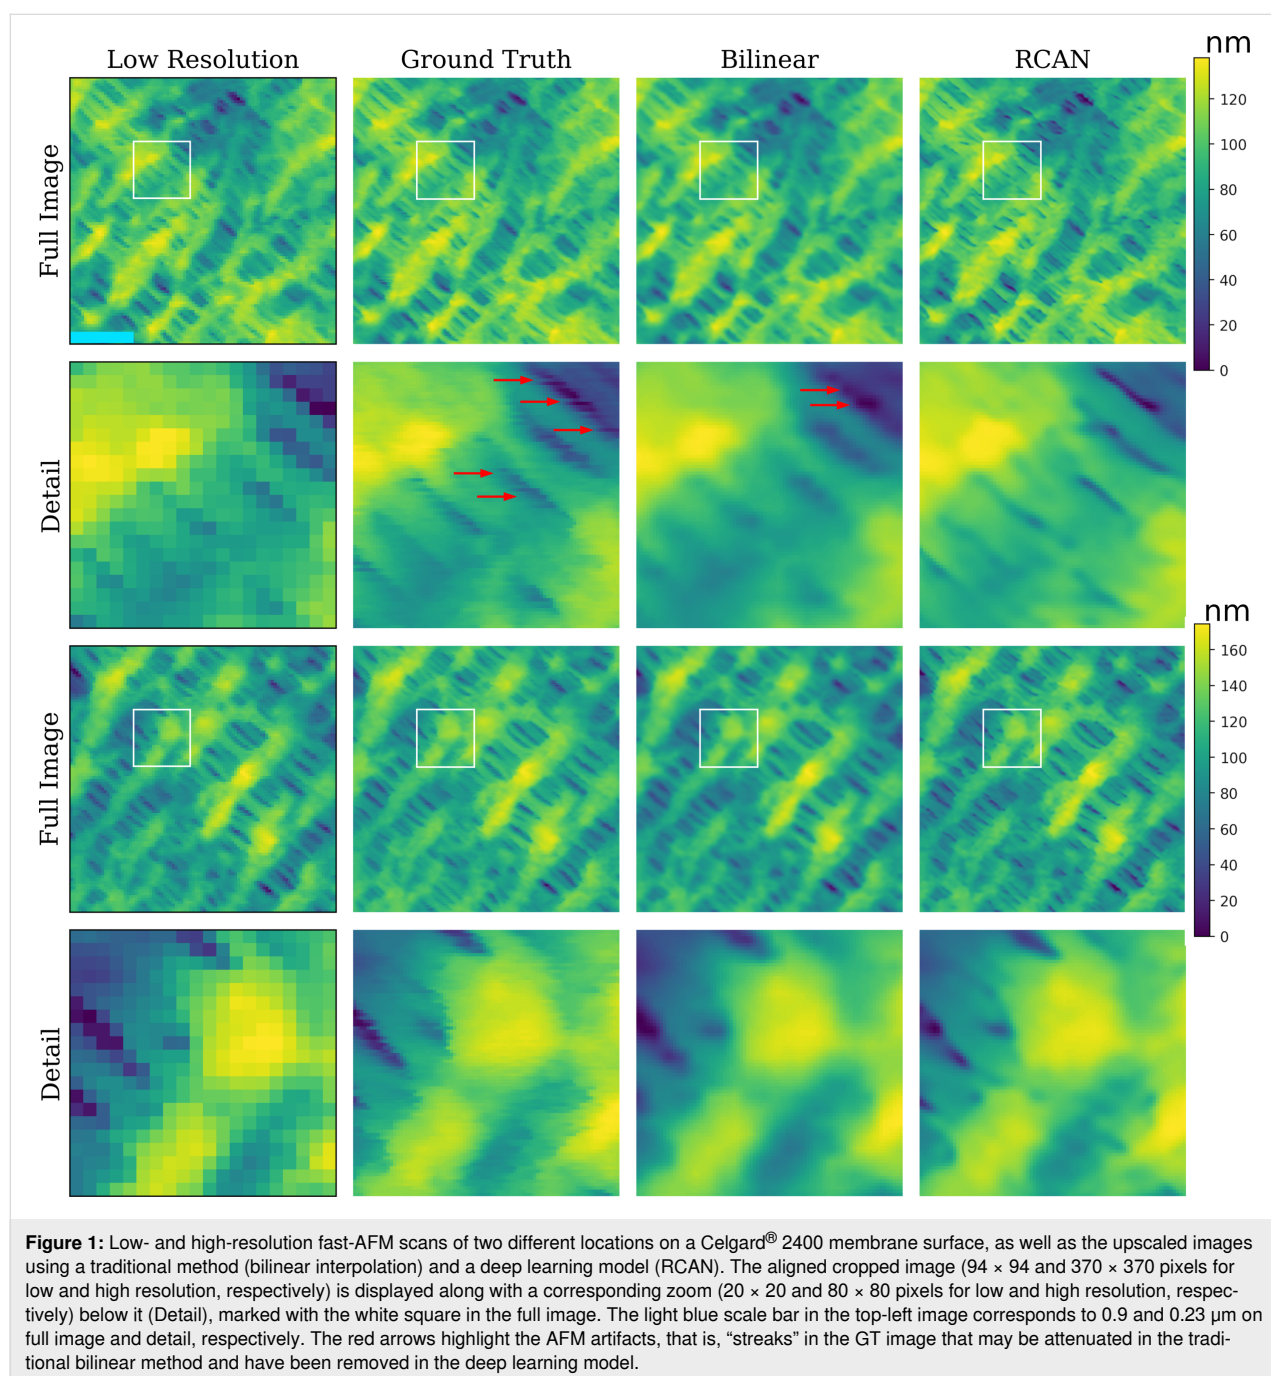 Low Resolution
Ground Truth
Bilinear
RCAN
nm
Full Image
120
100
80
60
40
20
0
Detail
nm
Full Image
160
140
120
100
80
60
40
20
0
Detail
Figure 1: Low- and high-resolution fast-AFM scans of two different locations on a Celgard® 2400 membrane surface, as well as the upscaled images
using a traditional method (bilinear interpolation) and a deep learning model (RCAN). The aligned cropped image (94 × 94 and 370 × 370 pixels for
low and high resolution, respectively) is displayed along with a corresponding zoom (20 × 20 and 80 × 80 pixels for low and high resolution, respec-
tively) below it (Detail), marked with the white square in the full image. The light blue scale bar in the top-left image corresponds to 0.9 and 0.23 μm on
full image and detail, respectively. The red arrows highlight the AFM artifacts, that is, “streaks” in the GT image that may be attenuated in the tradi-
tional bilinear method and have been removed in the deep learning model.